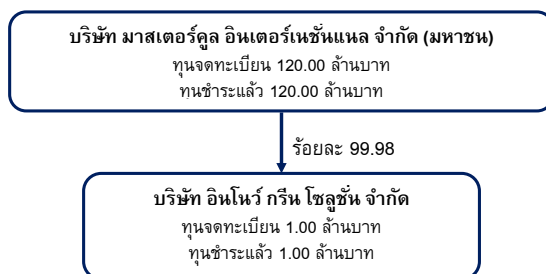 บริษัท มาสเตอร์คูล อินเตอร์เนชั่นแนล จำกัด (มหาชน)
ทุนจดทะเบียน 120.00 ล้านบาท
ทุนชำระแล้ว 120.00 ล้านบาท
ร้อยละ 99.98
บริษัท อินโนว์ กรีน โซลูชั่น จำกัด
ทุนจดทะเบียน 1.00 ล้านบาท
ทุนชำระแล้ว 1.00 ล้านบาท